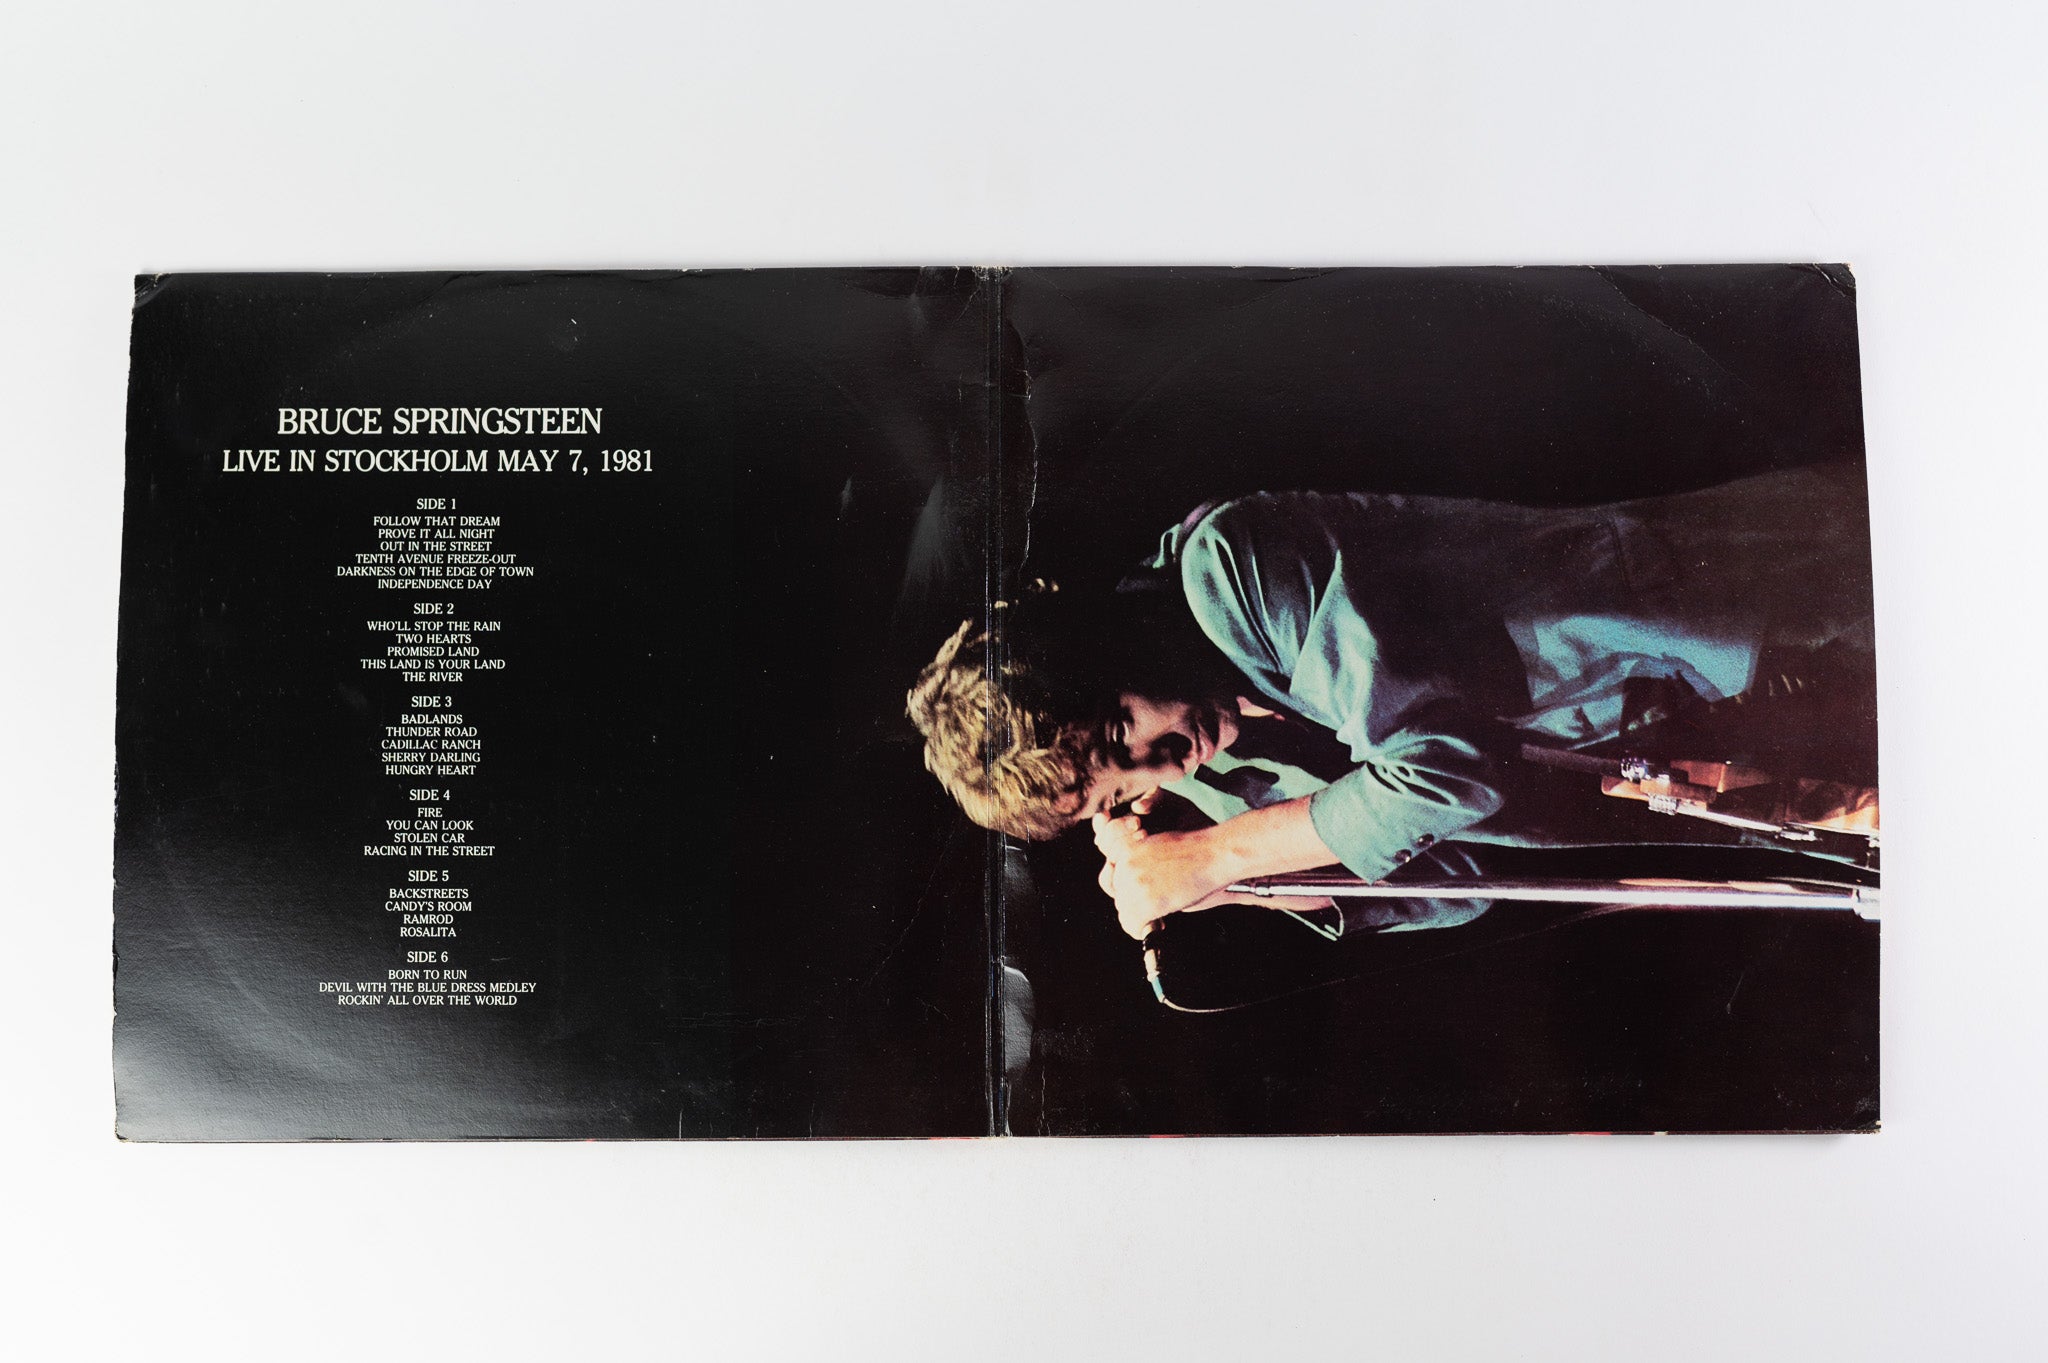 BRUCE SPRINGSTEEN
LIVE IN STOCKHOLM MAY 7, 1981
SIDE 1
FOLLOW THAT DREAM
PROVE IT ALL NIGHT
OUT IN THE STREET
TENTH AVENUE FREEZE-OUT
DARKNESS ON THE EDGE OF TOWN
INDEPENDENCE DAY
SIDE 2
WHO'LL STOP THE RAIN
TWO HEARTS
PROMISED LAND
THIS LAND IS YOUR LAND
THE RIVER
SIDE 3
BADLANDS
THUNDER ROAD
CADILLAC RANCH
SHERRY DARLING
HUNGRY HEART
SIDE 4
FIRE
YOU CAN LOOK
STOLEN CAR
RACING IN THE STREET
SIDE 5
BACKSTREETS
CANDY'S ROOM
RAMROD
ROSALITA
SIDE 6
BORN TO RUN
DEVIL WITH THE BLUE DRESS MEDLEY
ROCKIN' ALL OVER THE WORLD